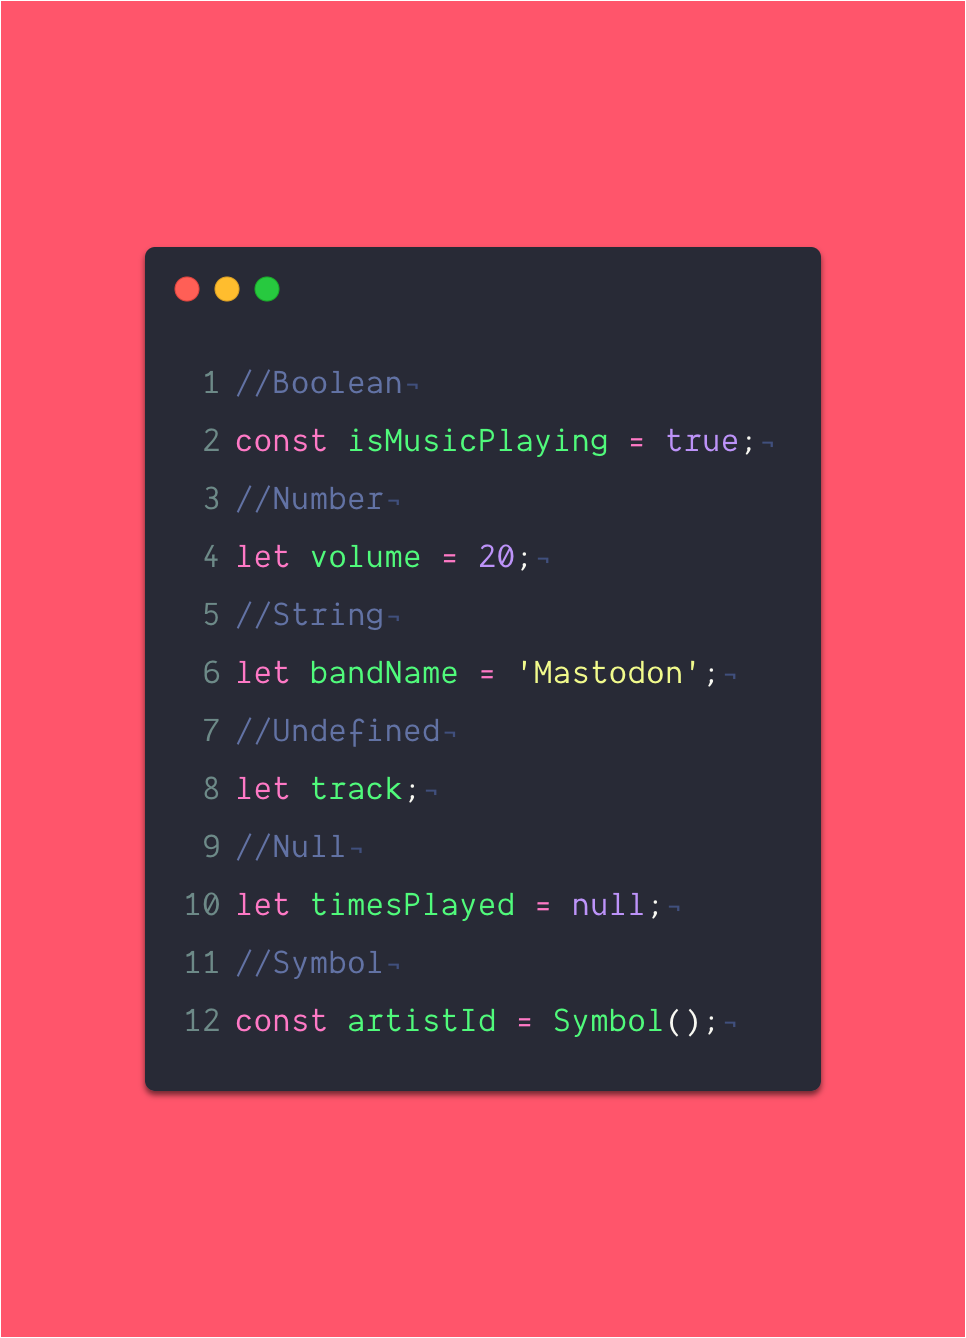 1 //Boolean¬
2 const isMusicPlaying = true;¬
3 //Number¬
4 let volume = 20;¬
5 //String¬
6 let bandName = 'Mastodon';¬
7 //Undefined¬
8 let track;¬
9 //Null¬
10 let timesPlayed = null;¬
11 //Symbol¬
12 const artistId = Symbol();¬